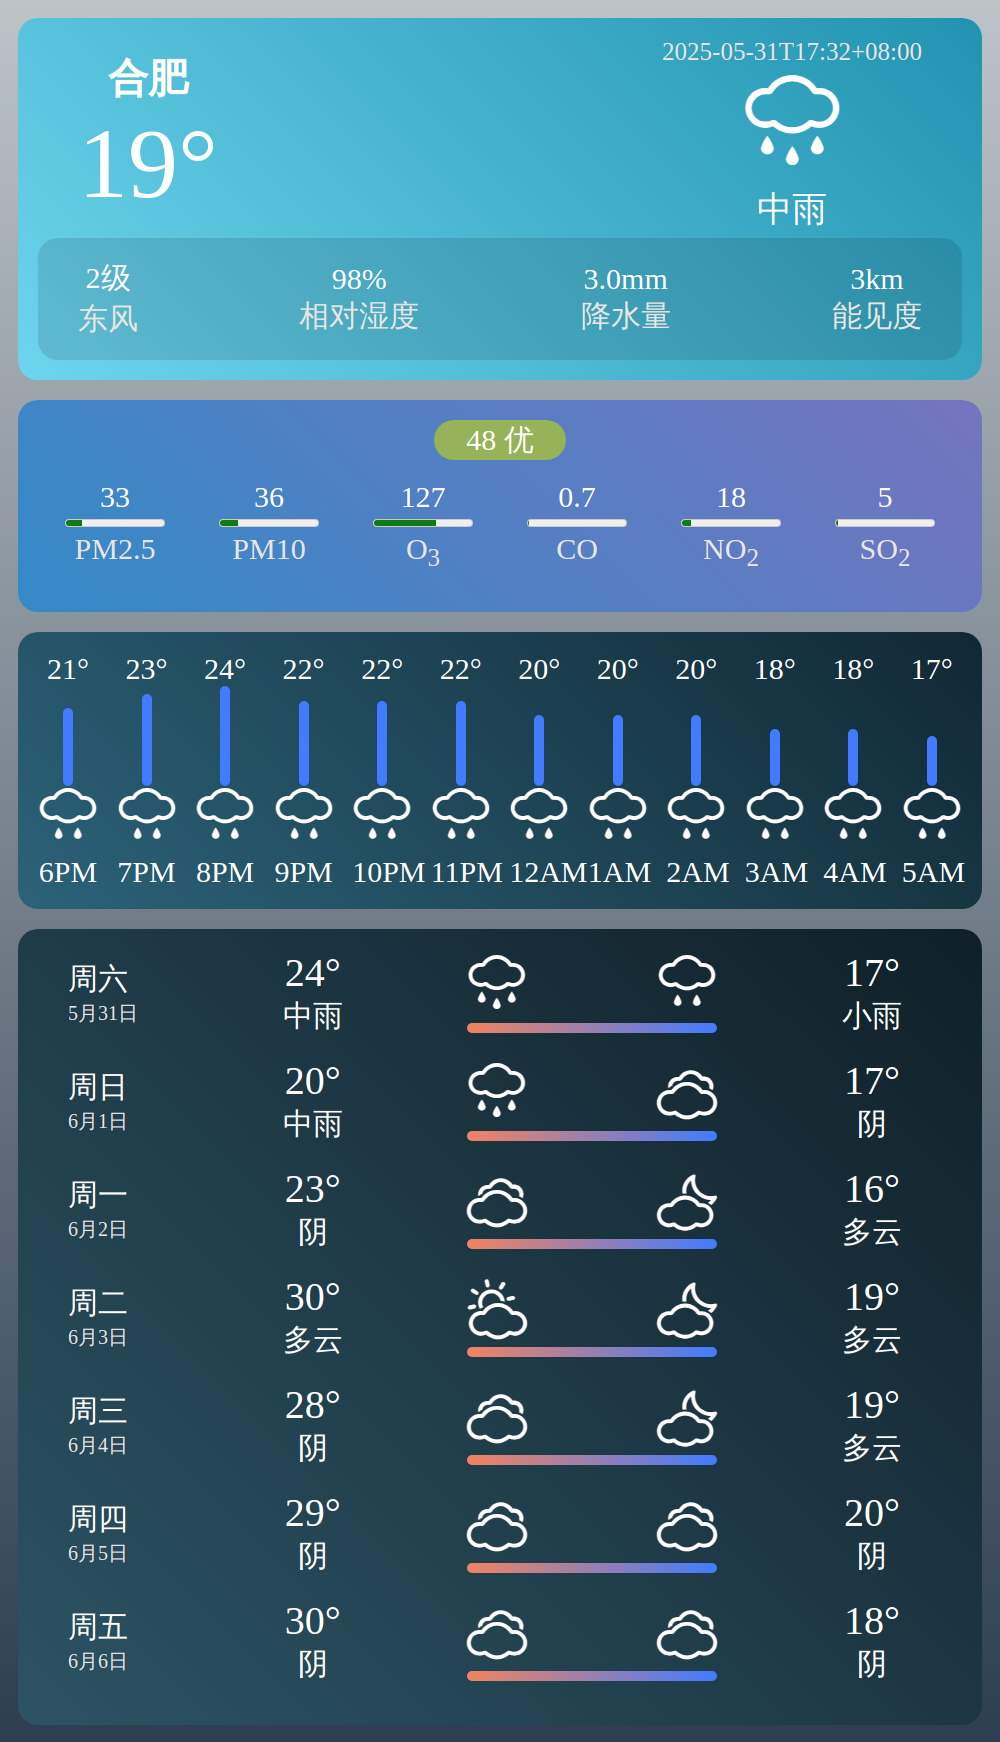 合肥
19°
2025-05-31T17:32+08:00
中雨
2级 98% 3.0mm 3km
东风 相对湿度 降水量 能见度
48 优
33 36 127 0.7 18 5
PM2.5 PM10 O3 CO NO2 SO2
21° 23° 24° 22° 22° 22° 20° 20° 20° 18° 18° 17°
6PM 7PM 8PM 9PM 10PM 11PM 12AM 1AM 2AM 3AM 4AM 5AM
周六 24° 17°
5月31日 中雨 小雨
周日 20° 17°
6月1日 中雨 阴
周一 23° 16°
6月2日 阴 多云
周二 30° 19°
6月3日 多云 多云
周三 28° 19°
6月4日 阴 多云
周四 29° 20°
6月5日 阴 阴
周五 30° 18°
6月6日 阴 阴